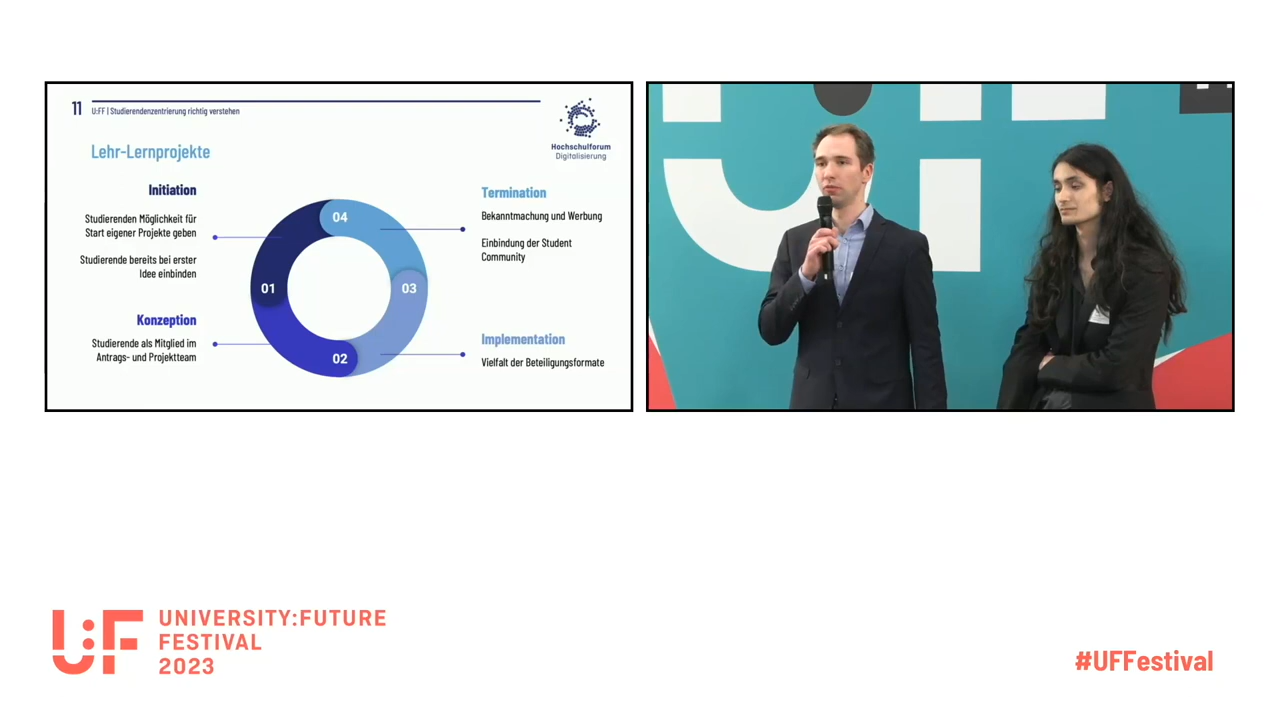 11
U:FF | Studierendenzentrierung richtig verstehen
Hochschulforum
Digitalisierung
Lehr-Lernprojekte
Initiation
Studierenden Möglichkeit für
Start eigener Projekte geben
Studierende bereits bei erster
Idee einbinden
Konzeption
Studierende als Mitglied im
Antrags- und Projektteam
01
02
03
04
Termination
Bekanntmachung und Werbung
Einbindung der Student
Community
Implementation
Vielfalt der Beteiligungsformate
U:F
UNIVERSITY:FUTURE
FESTIVAL
2023
#UFFestival